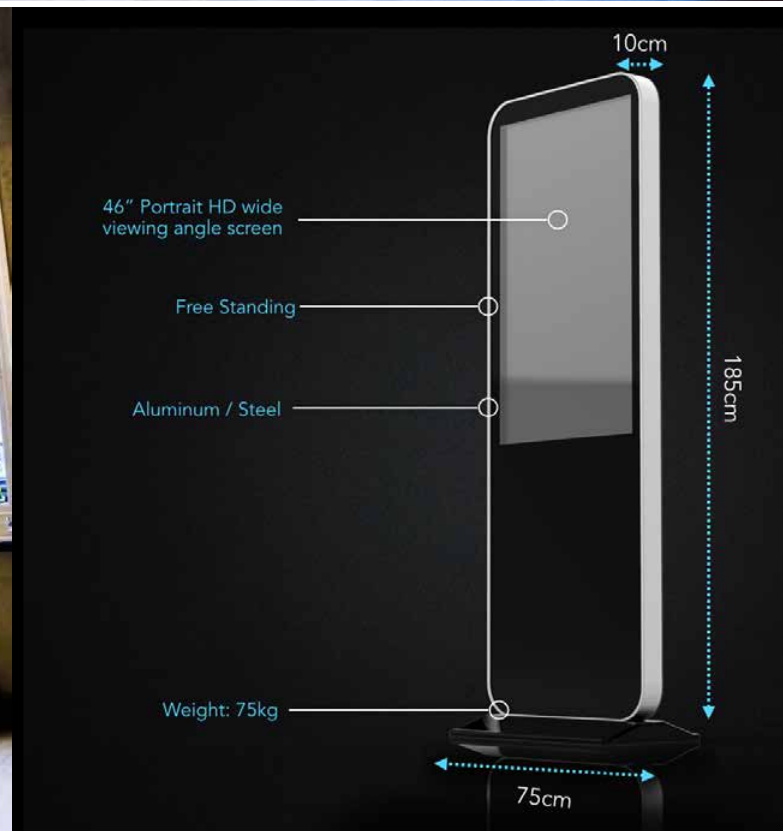 10cm
46” Portrait HD wide
viewing angle screen
Free Standing
Aluminum / Steel
185cm
Weight: 75kg
75cm